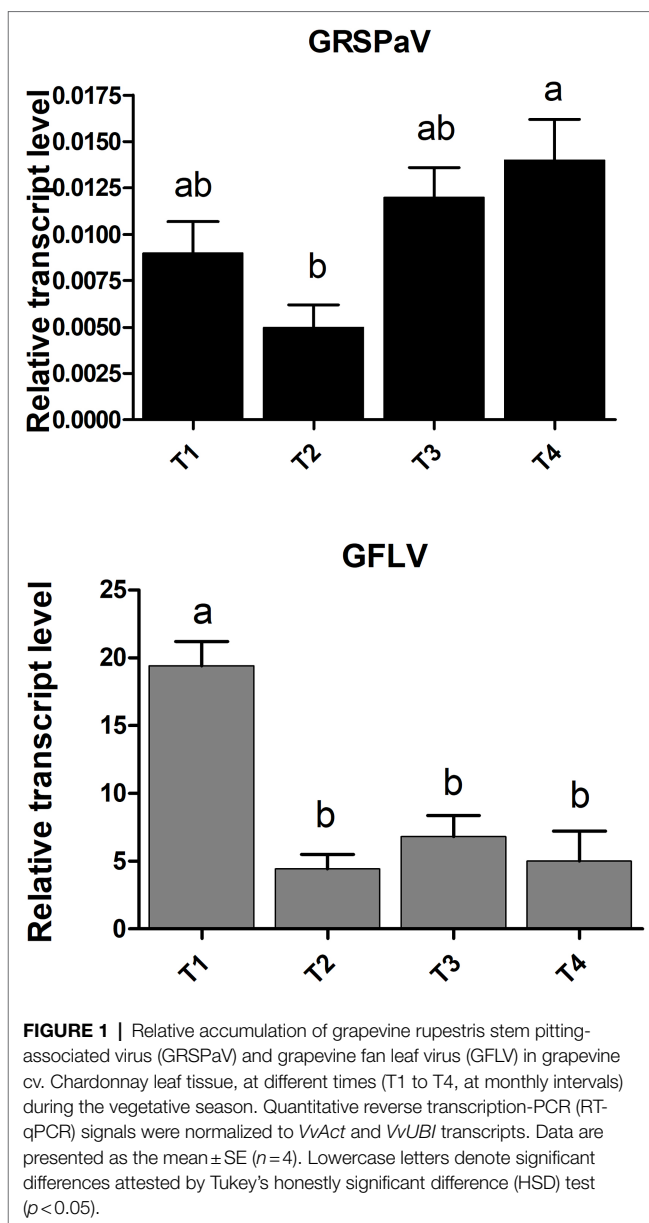 GRSPaV
Relative transcript level
0.0175
0.0150
0.0125
0.0100
0.0075
0.0050
0.0025
0.0000
ab
b
ab
a
T1
T2
T3
T4
GFLV
Relative transcript level
25
20
15
10
5
0
a
b
b
b
T1
T2
T3
T4
FIGURE 1 | Relative accumulation of grapevine rupestris stem pitting-
associated virus (GRSPaV) and grapevine fan leaf virus (GFLV) in grapevine
cv. Chardonnay leaf tissue, at different times (T1 to T4, at monthly intervals)
during the vegetative season. Quantitative reverse transcription-PCR (RT-
qPCR) signals were normalized to VvAct and VvUBI transcripts. Data are
presented as the mean ± SE (n = 4). Lowercase letters denote significant
differences attested by Tukey's honestly significant difference (HSD) test
(p < 0.05).